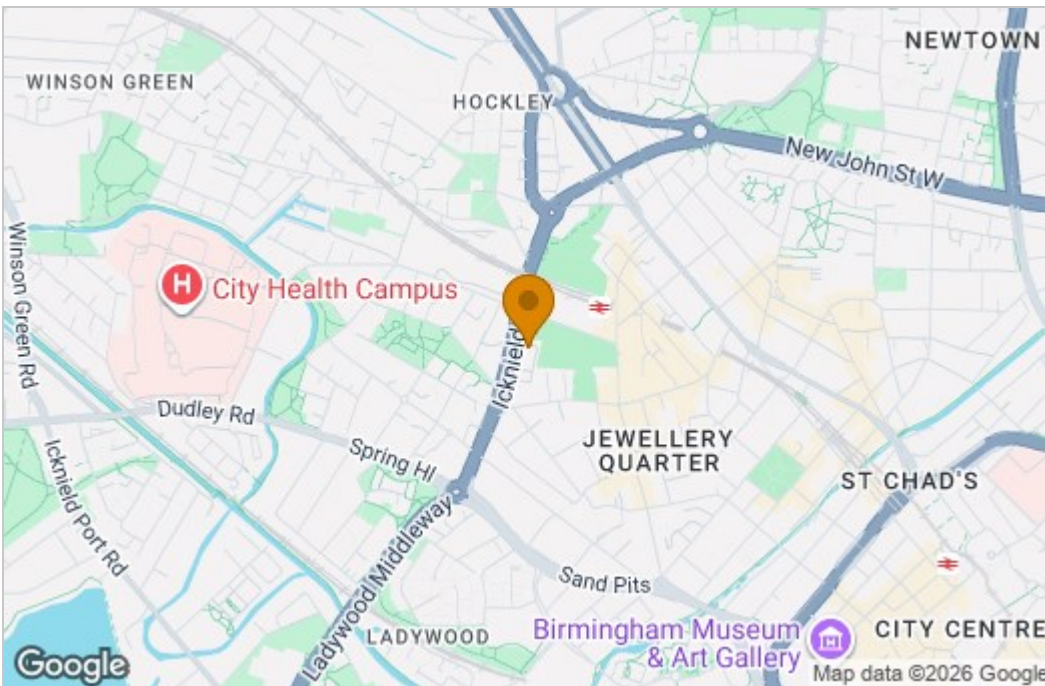 NEWTOWN
WINSON GREEN
HOCKLEY
New John St W
Winson Green Rd
H
City Health Campus
Icknield
Dudley Rd
JEWELLERY
QUARTER
Spring Hl
ST CHAD'S
Icknield Port Rd
Ladywood Middleway
Sand Pits
LADYWOOD
Birmingham Museum
& Art Gallery
CITY CENTRE
Google
Map data ©2026 Google